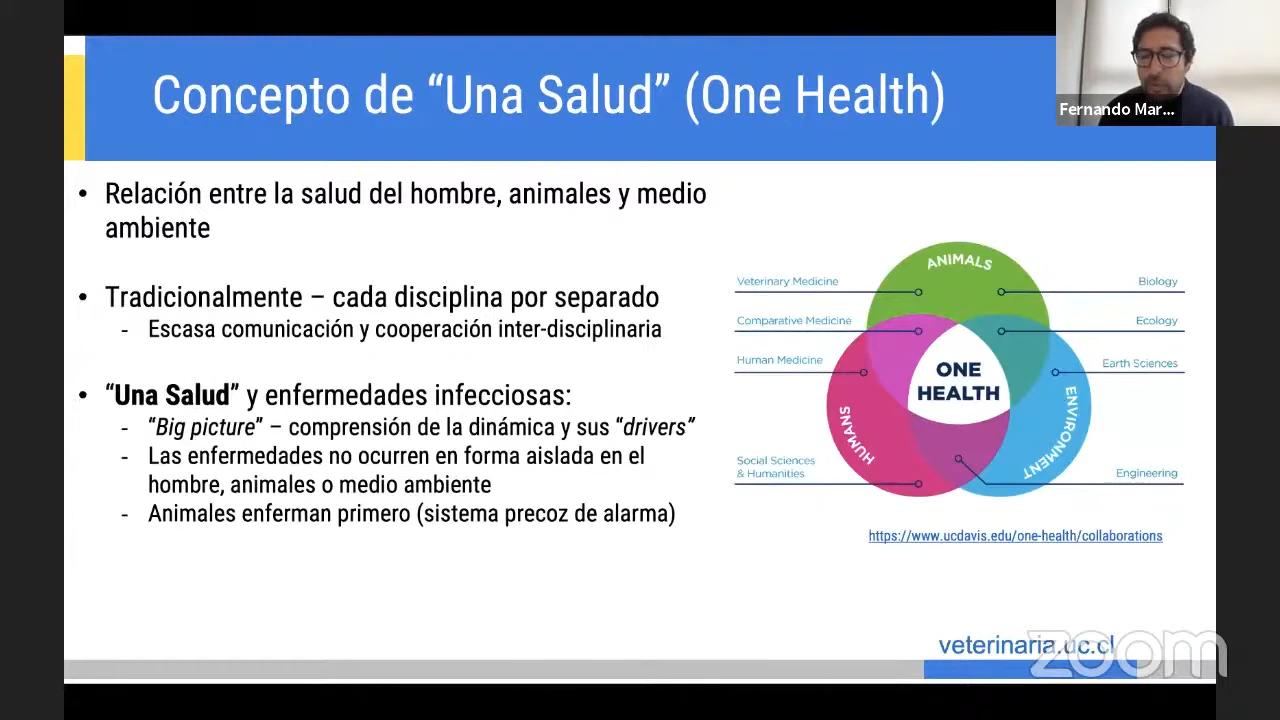 Concepto de “Una Salud” (One Health)
Fernando Mar...
• Relación entre la salud del hombre, animales y medio
ambiente
• Tradicionalmente – cada disciplina por separado
- Escasa comunicación y cooperación inter-disciplinaria
• “Una Salud” y enfermedades infecciosas:
- “Big picture” – comprensión de la dinámica y sus “drivers”
- Las enfermedades no ocurren en forma aislada en el
hombre, animales o medio ambiente
- Animales enferman primero (sistema precoz de alarma)
ANIMALS
Veterinary Medicine
Biology
Comparative Medicine
Ecology
Human Medicine
Earth Sciences
ONE
HEALTH
HUMANS
ENVIRONMENT
Social Sciences
& Humanities
Engineering
https://www.ucdavis.edu/one-health/collaborations
veterinaria.uc.cl
zoom